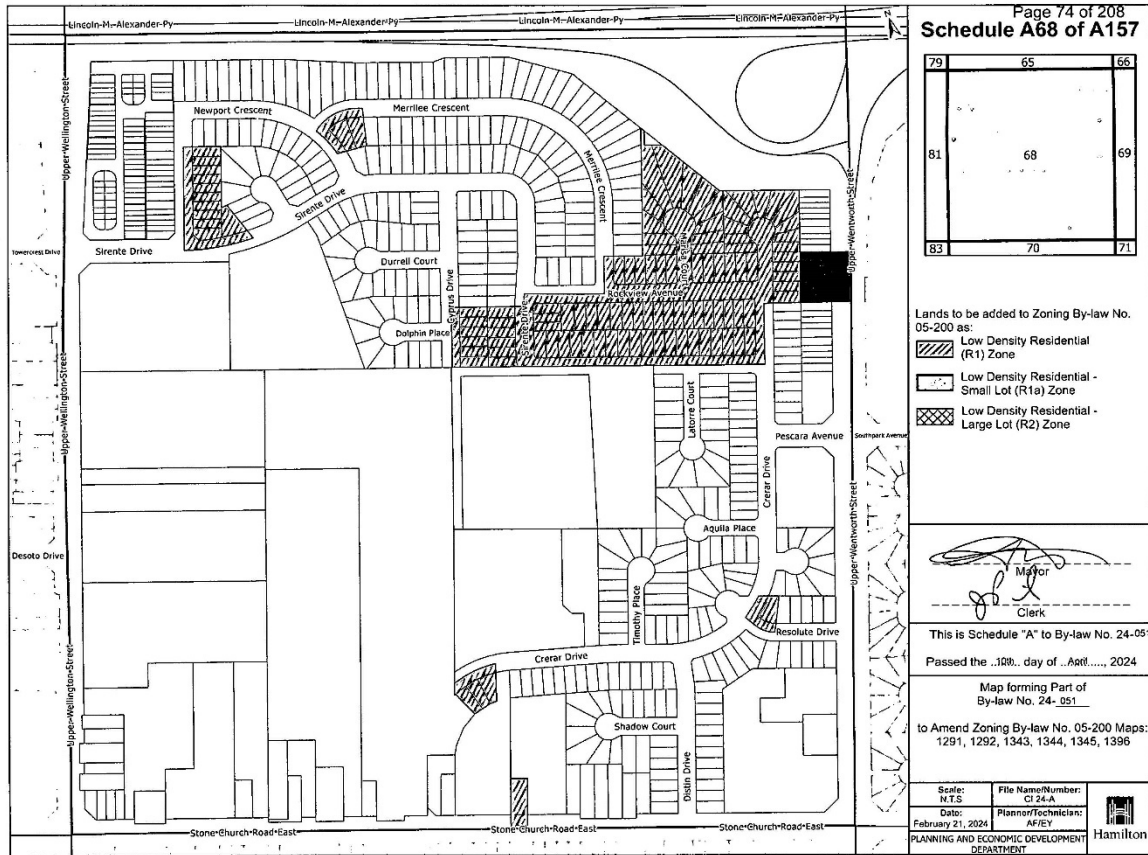 Page 74 of 208
Schedule A68 of A157
Lincoln-M.-Alexander-Py
Lincoln-M.-Alexander-Py
Lincoln-M.-Alexander-Py
Lincoln-M.-Alexander-Py
79 65 66
81 68 69
83 70 71
Upper-Wellington-Street
Newport Crescent
Merrilee Crescent
Merrilee Crescent
Sirente Drive
Upper-Wentworth-Street
Towercrest Drive
Sirente Drive
Durrell Court
Marisa Court
Rockview Avenue
Cyprus Drive
Sirente Drive
Dolphin Place
Upper-Wellington-Street
Latorre Court
Pescara Avenue
Southpark Avenue
Crerar Drive
Aquila Place
Desoto Drive
Upper-Wentworth-Street
Timothy Place
Resolute Drive
Crerar Drive
Upper-Wellington-Street
Shadow Court
Distin Drive
Stone-Church-Road-East
Stone-Church-Road-East
Stone-Church-Road-East
Lands to be added to Zoning By-law No.
05-200 as:
Low Density Residential
(R1) Zone
Low Density Residential -
Small Lot (R1a) Zone
Low Density Residential -
Large Lot (R2) Zone
Mayor
Clerk
This is Schedule "A" to By-law No. 24-051
Passed the ..10th.. day of ..April....., 2024
Map forming Part of
By-law No. 24- 051
to Amend Zoning By-law No. 05-200 Maps:
1291, 1292, 1343, 1344, 1345, 1396
Scale:
N.T.S
File Name/Number:
CI 24-A
Date:
February 21, 2024
Planner/Technician:
AF/EY
PLANNING AND ECONOMIC DEVELOPMENT
DEPARTMENT
Hamilton